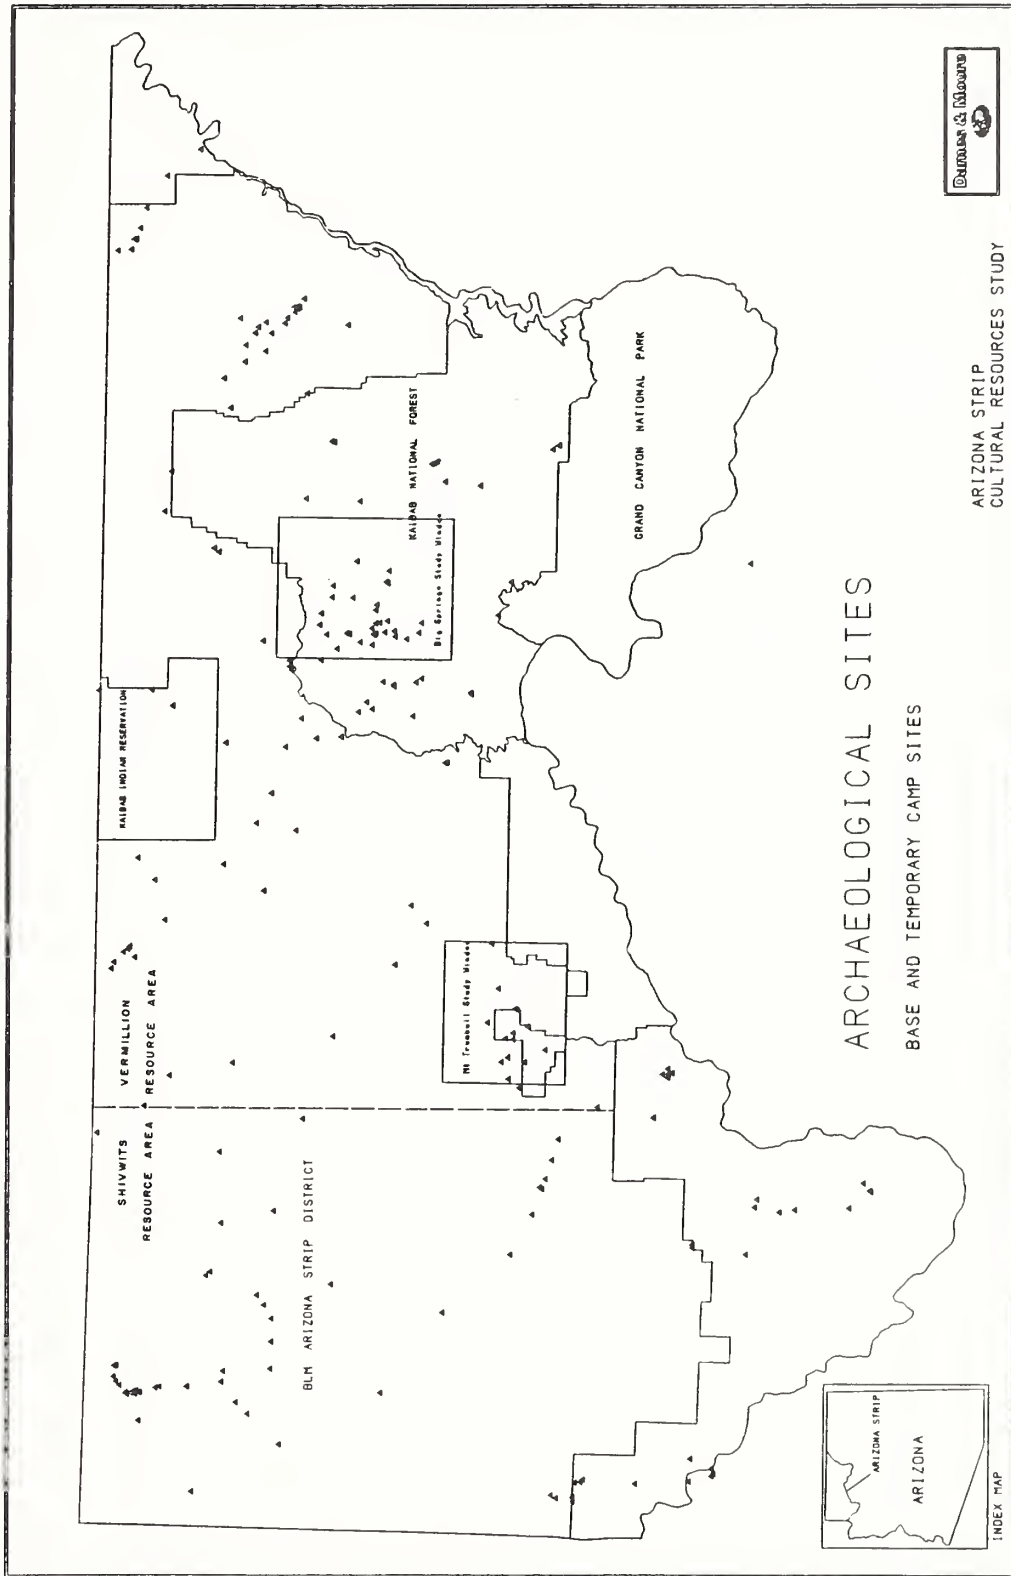 KAIBAB INDIAN RESERVATION
SHIVWITS
RESOURCE AREA
VERMILLION
RESOURCE AREA
BLM ARIZONA STRIP DISTRICT
Mt Trumbull Study Window
Big Springs Study Window
KAIBAB NATIONAL FOREST
GRAND CANYON NATIONAL PARK
ARCHAEOLOGICAL SITES
BASE AND TEMPORARY CAMP SITES
ARIZONA STRIP
ARIZONA
INDEX MAP
ARIZONA STRIP
CULTURAL RESOURCES STUDY
Dames & Moore